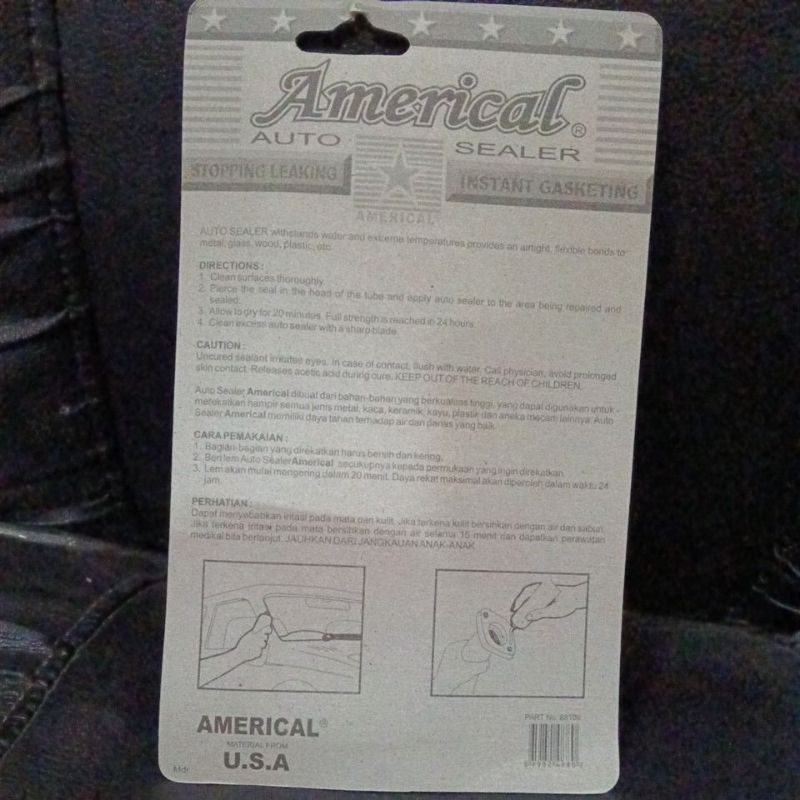 Americal®
AUTO SEALER
STOPPING LEAKING
INSTANT GASKETING
AMERICAL
AUTO SEALER withstands water and extreme temperatures provides an airtight, flexible bonds to
metal, glass, wood, plastic, etc.
DIRECTIONS :
1. Clean surfaces thoroughly.
2. Pierce the seal in the head of the tube and apply auto sealer to the area being repaired and
sealed.
3. Allow to dry for 20 minutes. Full strength is reached in 24 hours.
4. Clean excess auto sealer with a sharp blade.
CAUTION :
Uncured sealant irritates eyes, In case of contact, flush with water. Call physician, avoid prolonged
skin contact. Releases acetic acid during cure. KEEP OUT OF THE REACH OF CHILDREN.
Auto Sealer Americal dibuat dari bahan-bahan yang berkualitas tinggi, yang dapat digunakan untuk -
merekatkan hampir semua jenis metal, kaca, keramik, kayu, plastik dan aneka macam lainnya. Auto
Sealer Americal memiliki daya tahan terhadap air dan panas yang baik.
CARA PEMAKAIAN :
1. Bagian-bagian yang direkatkan harus bersih dan kering.
2. Beri lem Auto Sealer Americal secukupnya kepada permukaan yang ingin direkatkan.
3. Lem akan mulai mengering dalam 20 menit. Daya rekat maksimal akan diperoleh dalam waktu 24
jam.
PERHATIAN :
Dapat menyebabkan iritasi pada mata dan kulit. Jika terkena kulit bersihkan dengan air dan sabun.
Jika terkena iritasi pada mata bersihkan dengan air selama 15 menit dan dapatkan perawatan
medikal bila berlanjut. JAUHKAN DARI JANGKAUAN ANAK-ANAK
AMERICAL®
MATERIAL FROM
U.S.A
Mdr
PART No.